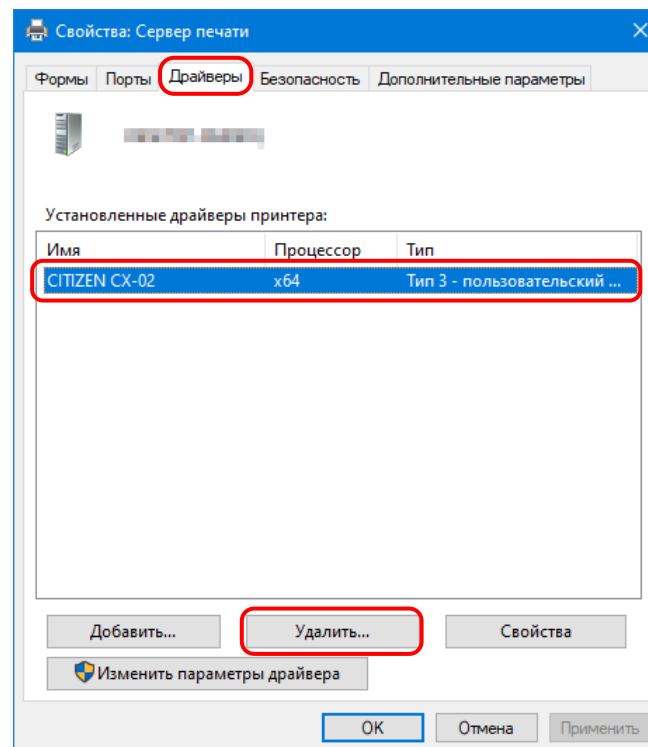 Свойства: Сервер печати
Формы Порты Драйверы Безопасность Дополнительные параметры
Установленные драйверы принтера:
Имя Процессор Тип
CITIZEN CX-02 x64 Тип 3 - пользовательский ...
Добавить... Удалить... Свойства
Изменить параметры драйвера
OK Отмена Применить